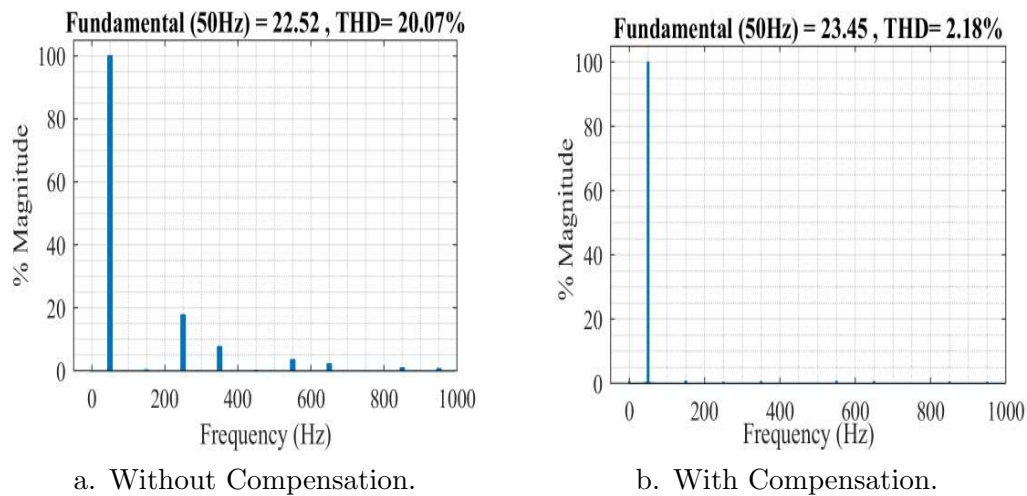 Fundamental (50Hz) = 22.52 , THD= 20.07%
% Magnitude
100
80
60
40
20
0
0 200 400 600 800 1000
Frequency (Hz)
a. Without Compensation.
Fundamental (50Hz) = 23.45 , THD= 2.18%
% Magnitude
100
80
60
40
20
0
0 200 400 600 800 1000
Frequency (Hz)
b. With Compensation.